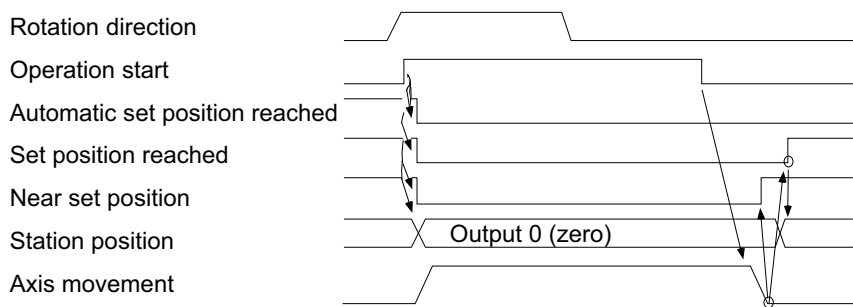 Rotation direction
Operation start
Automatic set position reached
Set position reached
Near set position
Station position
Output 0 (zero)
Axis movement